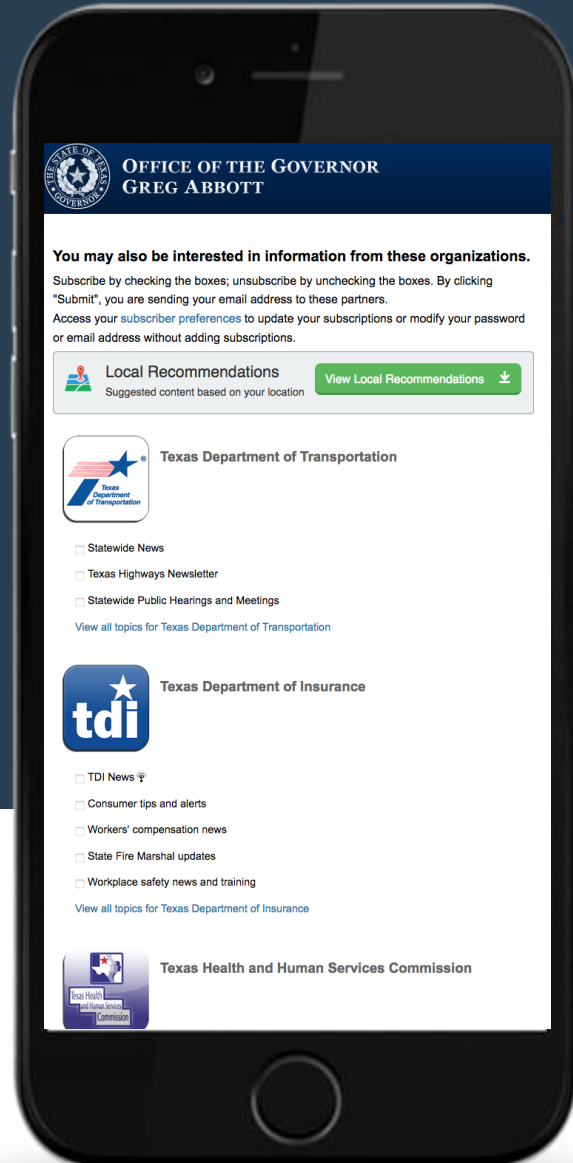 THE STATE OF TEXAS
GOVERNOR
OFFICE OF THE GOVERNOR
GREG ABBOTT
You may also be interested in information from these organizations.
Subscribe by checking the boxes; unsubscribe by unchecking the boxes. By clicking
"Submit", you are sending your email address to these partners.
Access your subscriber preferences to update your subscriptions or modify your password
or email address without adding subscriptions.
Local Recommendations
Suggested content based on your location
View Local Recommendations
Texas
Department
of Transportation
®
Texas Department of Transportation
Statewide News
Texas Highways Newsletter
Statewide Public Hearings and Meetings
View all topics for Texas Department of Transportation
tdi
Texas Department of Insurance
TDI News
Consumer tips and alerts
Workers' compensation news
State Fire Marshal updates
Workplace safety news and training
View all topics for Texas Department of Insurance
Texas Health
and Human Services
Commission
Texas Health and Human Services Commission